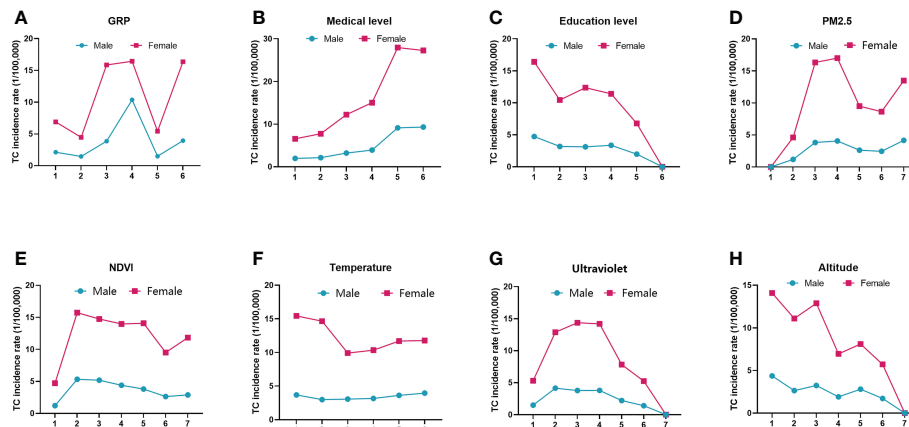 A
GRP
Male Female
TC incidence rate (1/100,000)
20
15
10
5
0
1 2 3 4 5 6
B
Medical level
Male Female
TC incidence rate (1/100,000)
30
20
10
0
1 2 3 4 5 6
C
Education level
Male Female
TC incidence rate (1/100,000)
20
15
10
5
0
1 2 3 4 5 6
D
PM2.5
Male Female
TC incidence rate (1/100,000)
20
15
10
5
0
1 2 3 4 5 6 7
E
NDVI
Male Female
TC incidence rate (1/100,000)
20
15
10
5
0
1 2 3 4 5 6 7
F
Temperature
Male Female
TC incidence rate (1/100,000)
20
15
10
5
0
G
Ultraviolet
Male Female
TC incidence rate (1/100,000)
20
15
10
5
0
1 2 3 4 5 6 7
H
Altitude
Male Female
TC incidence rate (1/100,000)
15
10
5
0
1 2 3 4 5 6 7